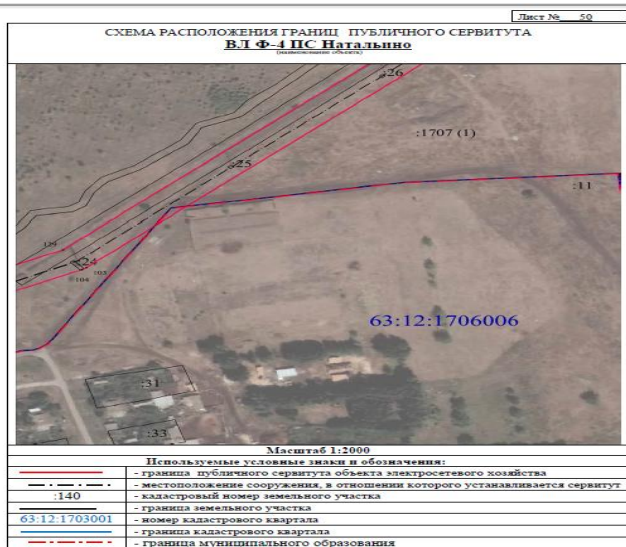 Лист № 50
СХЕМА РАСПОЛОЖЕНИЯ ГРАНИЦ ПУБЛИЧНОГО СЕРВИТУТА
ВЛ Ф-4 ПС Натальино
(наименование объекта)
:26
:1707 (1)
:25
:11
:24
103
104
63:12:1706006
:31
:33
Масштаб 1:2000
Используемые условные знаки и обозначения:
- граница публичного сервитута объекта электросетевого хозяйства
- местоположение сооружения, в отношении которого устанавливается сервитут
:140 - кадастровый номер земельного участка
- граница земельного участка
63:12:1703001 - номер кадастрового квартала
- граница кадастрового квартала
- граница муниципального образования